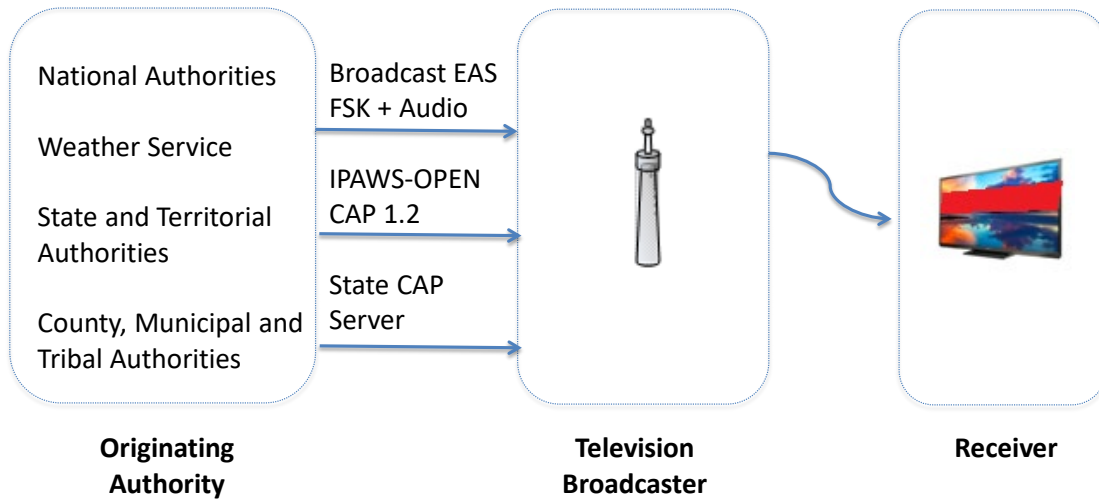 National Authorities
Weather Service
State and Territorial
Authorities
County, Municipal and
Tribal Authorities
Broadcast EAS
FSK + Audio
IPAWS-OPEN
CAP 1.2
State CAP
Server
Originating
Authority
Television
Broadcaster
Receiver